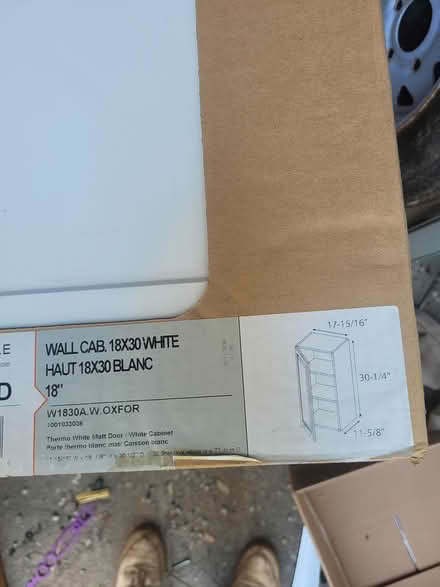 WALL CAB. 18X30 WHITE
HAUT 18X30 BLANC
18"
W1830A.W.OXFOR
1001033038
Thermo White Matt Door - White Cabinet
Porte thermo blanc mat/ Caisson blanc
17-15/16"
30-1/4"
11-5/8"